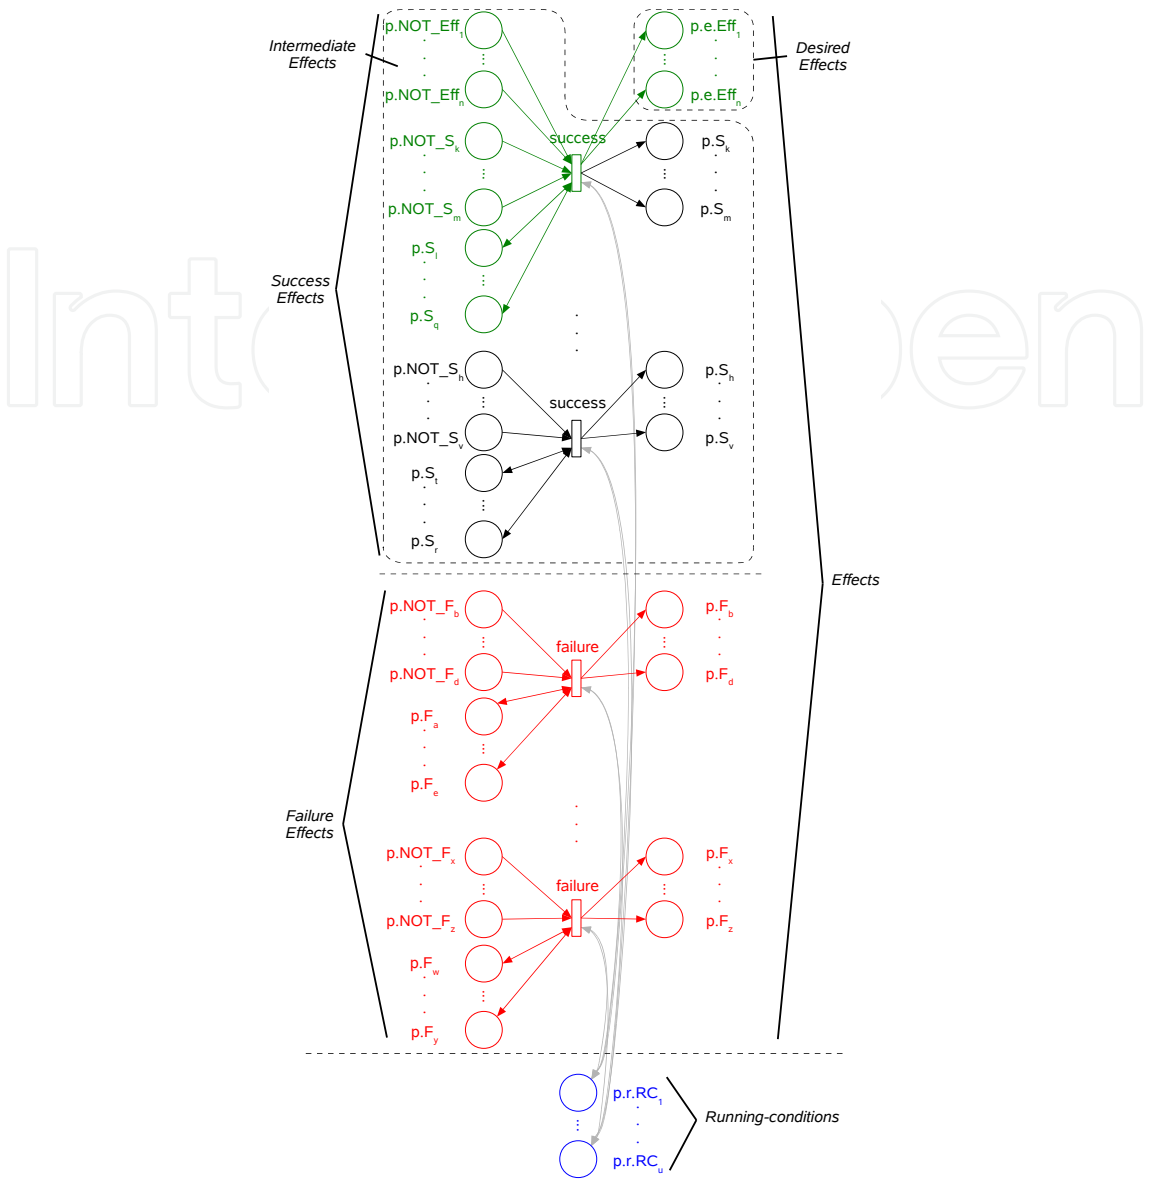 p.NOT_Eff1
p.e.Eff1
Intermediate
Effects
Desired
Effects
p.NOT_Effn
p.e.Effn
success
p.NOT_Sk
p.Sk
p.NOT_Sm
p.Sm
p.Sl
Success
Effects
p.Sq
p.NOT_Sh
p.Sh
success
p.NOT_Sv
p.Sv
p.St
p.Sr
Effects
p.NOT_Fb
p.Fb
failure
p.NOT_Fd
p.Fd
p.Fa
p.Fe
Failure
Effects
p.NOT_Fx
p.Fx
failure
p.NOT_Fz
p.Fz
p.Fw
p.Fy
p.r.RC1
Running-conditions
p.r.RCu